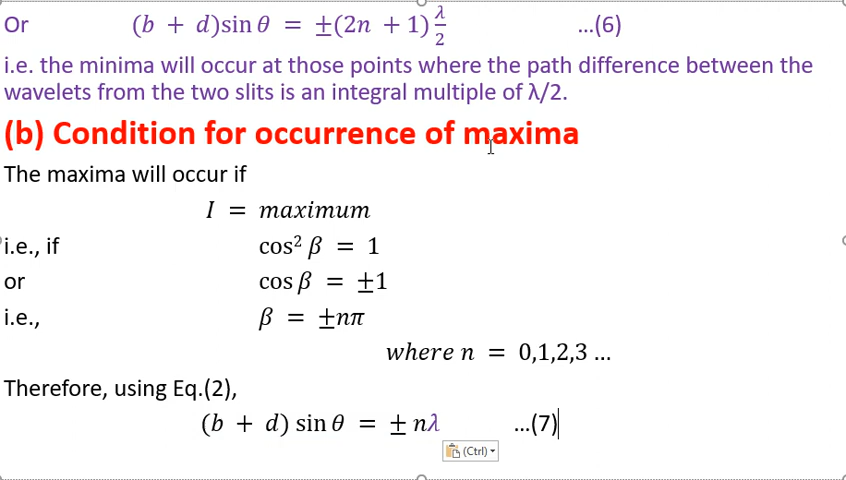 Or (b + d)sin θ = ±(2n + 1) λ/2 ...(6)
i.e. the minima will occur at those points where the path difference between the
wavelets from the two slits is an integral multiple of λ/2.
(b) Condition for occurrence of maxima
The maxima will occur if
I = maximum
i.e., if cos² β = 1
or cos β = ±1
i.e., β = ±nπ
where n = 0,1,2,3 ...
Therefore, using Eq.(2),
(b + d) sin θ = ± nλ ...(7)
(Ctrl)